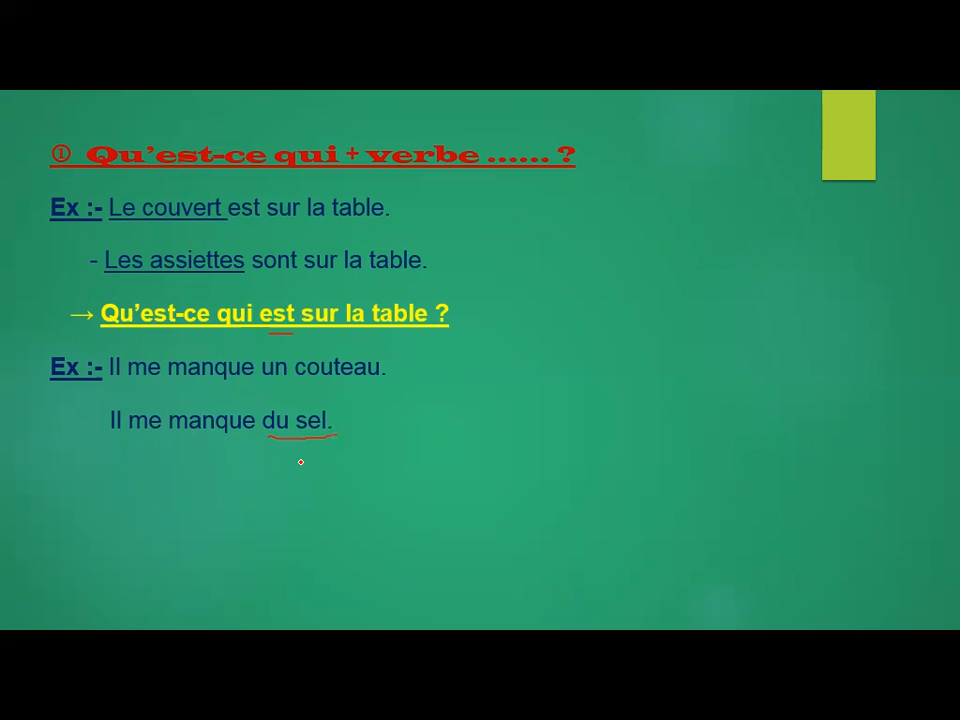 ① Qu’est-ce qui + verbe ...... ?
Ex :- Le couvert est sur la table.
- Les assiettes sont sur la table.
→ Qu’est-ce qui est sur la table ?
Ex :- Il me manque un couteau.
Il me manque du sel.